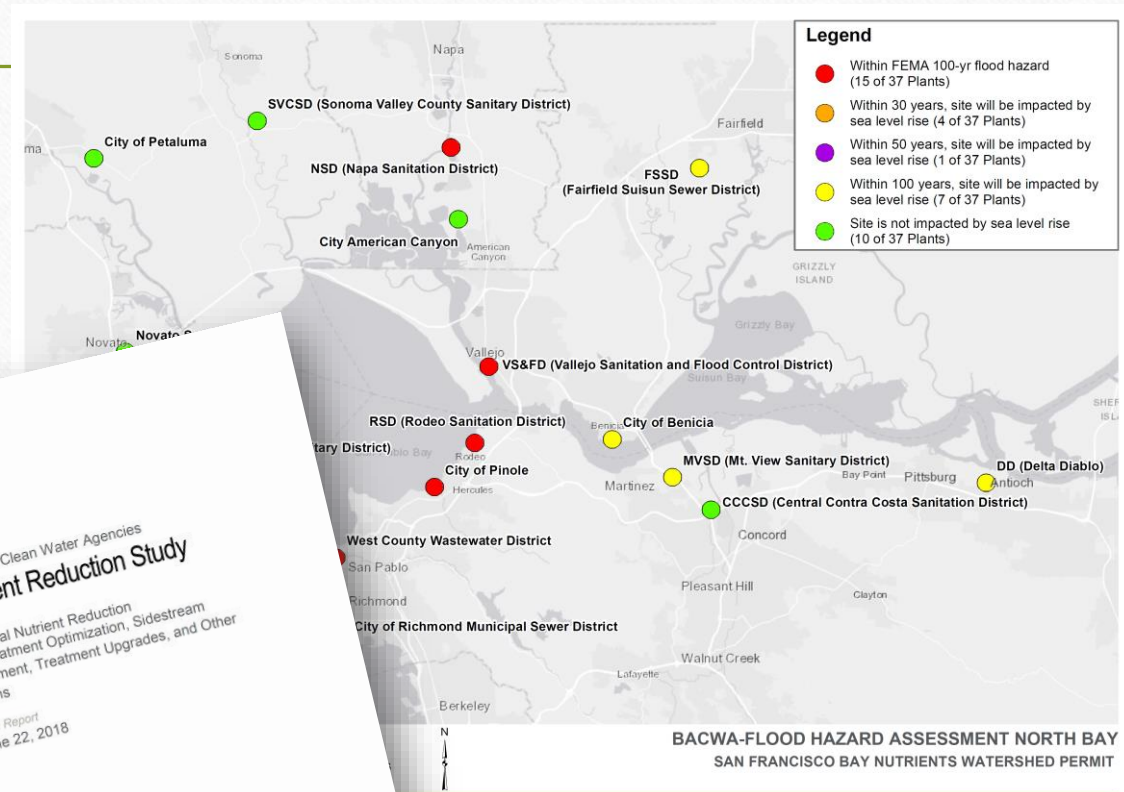 Legend
Within FEMA 100-yr flood hazard
(15 of 37 Plants)
Within 30 years, site will be impacted by
sea level rise (4 of 37 Plants)
Within 50 years, site will be impacted by
sea level rise (1 of 37 Plants)
Within 100 years, site will be impacted by
sea level rise (7 of 37 Plants)
Site is not impacted by sea level rise
(10 of 37 Plants)
Sonoma
Napa
SVCSD (Sonoma Valley County Sanitary District)
City of Petaluma
NSD (Napa Sanitation District)
Fairfield
FSSD
(Fairfield Suisun Sewer District)
City American Canyon
American
Canyon
GRIZZLY
ISLAND
Grizzly Bay
Novato
Novato S
Vallejo
VS&FD (Vallejo Sanitation and Flood Control District)
Suisun Bay
RSD (Rodeo Sanitation District)
Benicia
City of Benicia
tary District)
Pablo Bay
Rodeo
City of Pinole
Hercules
MVSD (Mt. View Sanitary District)
Martinez
Bay Point
Pittsburg
DD (Delta Diablo)
Antioch
CCCSD (Central Contra Costa Sanitation District)
Concord
West County Wastewater District
San Pablo
Pleasant Hill
Clayton
Richmond
City of Richmond Municipal Sewer District
Walnut Creek
Lafayette
Berkeley
N
BACWA-FLOOD HAZARD ASSESSMENT NORTH BAY
SAN FRANCISCO BAY NUTRIENTS WATERSHED PERMIT
Clean Water Agencies
ent Reduction Study
al Nutrient Reduction
atment Optimization, Sidestream
ment, Treatment Upgrades, and Other
ns
Report
e 22, 2018